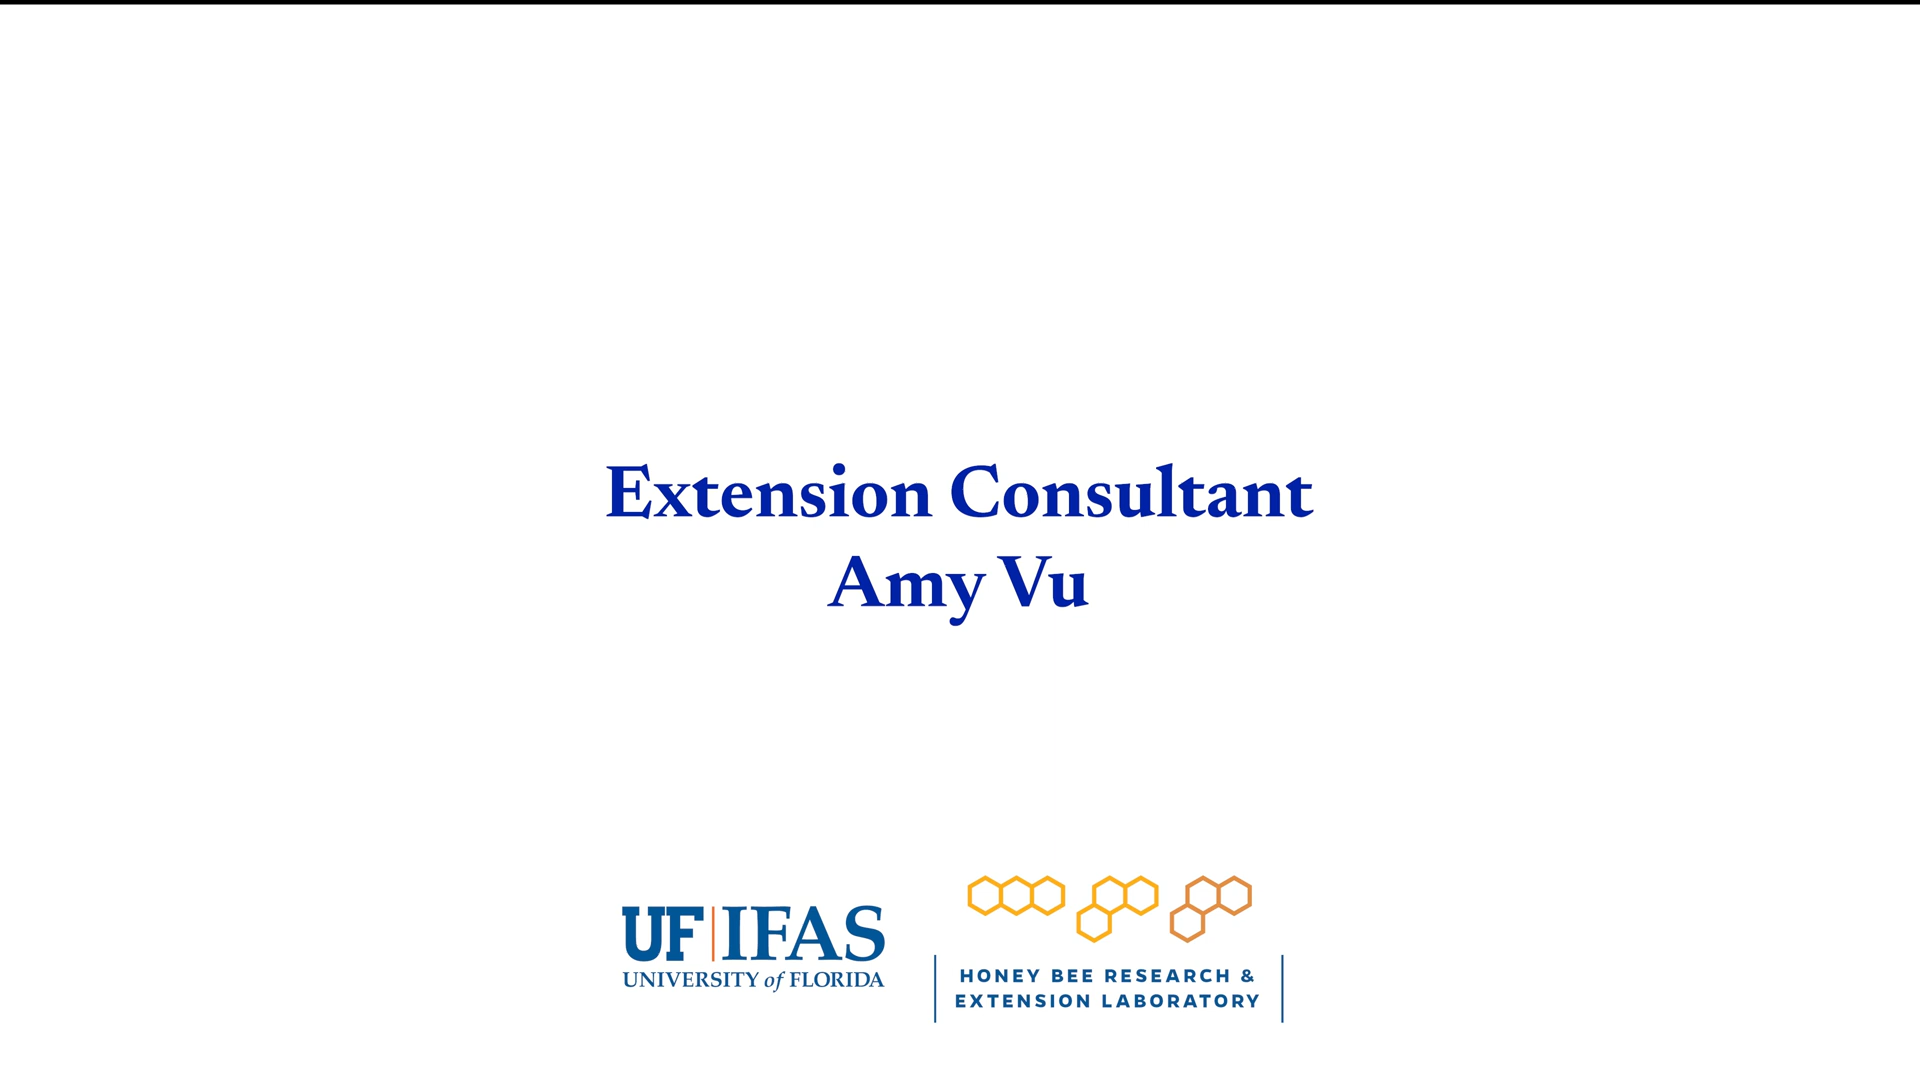 Extension Consultant
Amy Vu
UF|IFAS
UNIVERSITY of FLORIDA
HONEY BEE RESEARCH &
EXTENSION LABORATORY